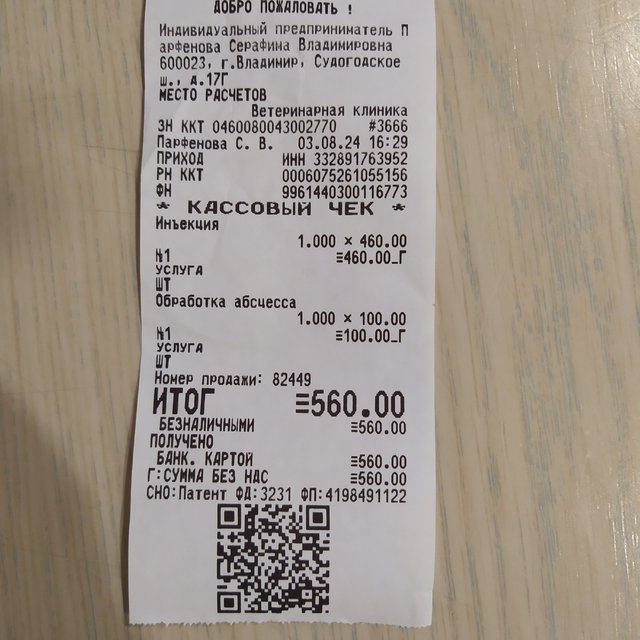 ДОБРО ПОЖАЛОВАТЬ !
Индивидуальный предприниматель П
арфенова Серафина Владимировна
600023, г.Владимир, Судогодское
ш., д.17Г
МЕСТО РАСЧЕТОВ
Ветеринарная клиника
ЗН ККТ 0460080043002770 #3666
Парфенова С. В. 03.08.24 16:29
ПРИХОД ИНН 332891763952
РН ККТ 0006075261055156
ФН 9961440300116773
* КАССОВЫЙ ЧЕК *
Инъекция
1.000 × 460.00
№1 ≡460.00_Г
УСЛУГА
ШТ
Обработка абсцесса
1.000 × 100.00
№1 ≡100.00_Г
УСЛУГА
ШТ
Номер продажи: 82449
ИТОГ ≡560.00
БЕЗНАЛИЧНЫМИ ≡560.00
ПОЛУЧЕНО
БАНК. КАРТОЙ ≡560.00
Г:СУММА БЕЗ НДС ≡560.00
СНО:Патент ФД:3231 ФП:4198491122